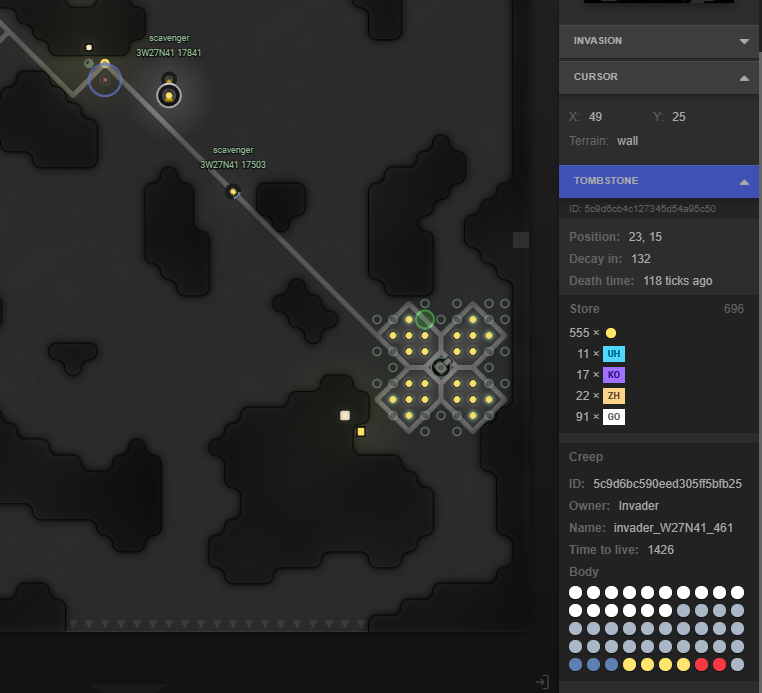 scavenger
3W27N41 17841
scavenger
3W27N41 17503
INVASION
CURSOR
X: 49 Y: 25
Terrain: wall
TOMBSTONE
ID: 5c9d6cb4c127345d54a95c50
Position: 23, 15
Decay in: 132
Death time: 118 ticks ago
Store 696
555 ×
11 × UH
17 × KO
22 × ZH
91 × GO
Creep
ID: 5c9d6bc590eed305ff5bfb25
Owner: Invader
Name: invader_W27N41_461
Time to live: 1426
Body